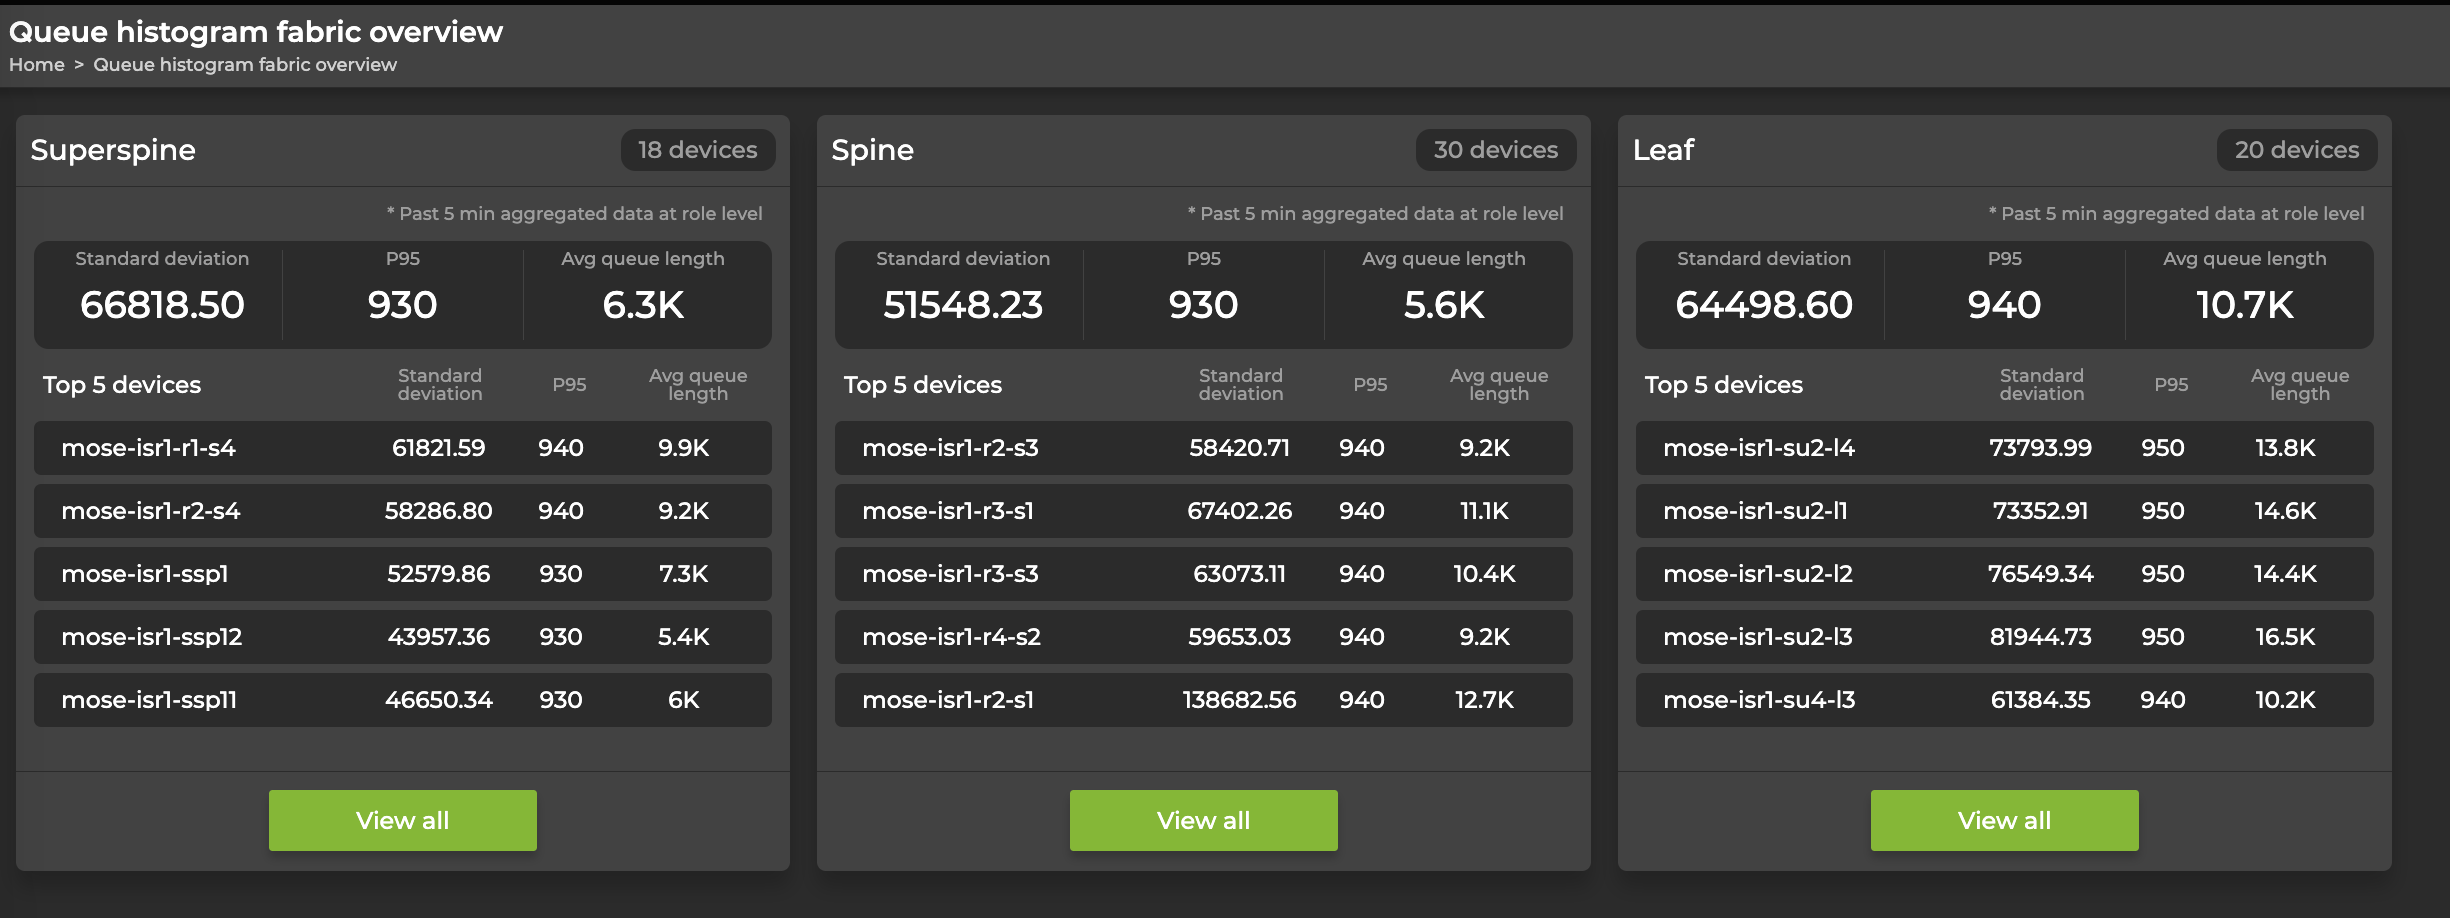 Queue histogram fabric overview
Home > Queue histogram fabric overview
Superspine
18 devices
* Past 5 min aggregated data at role level
Standard deviation P95 Avg queue length
66818.50 930 6.3K
Top 5 devices Standard deviation P95 Avg queue length
mose-isr1-r1-s4 61821.59 940 9.9K
mose-isr1-r2-s4 58286.80 940 9.2K
mose-isr1-ssp1 52579.86 930 7.3K
mose-isr1-ssp12 43957.36 930 5.4K
mose-isr1-ssp11 46650.34 930 6K
View all
Spine
30 devices
* Past 5 min aggregated data at role level
Standard deviation P95 Avg queue length
51548.23 930 5.6K
Top 5 devices Standard deviation P95 Avg queue length
mose-isr1-r2-s3 58420.71 940 9.2K
mose-isr1-r3-s1 67402.26 940 11.1K
mose-isr1-r3-s3 63073.11 940 10.4K
mose-isr1-r4-s2 59653.03 940 9.2K
mose-isr1-r2-s1 138682.56 940 12.7K
View all
Leaf
20 devices
* Past 5 min aggregated data at role level
Standard deviation P95 Avg queue length
64498.60 940 10.7K
Top 5 devices Standard deviation P95 Avg queue length
mose-isr1-su2-l4 73793.99 950 13.8K
mose-isr1-su2-l1 73352.91 950 14.6K
mose-isr1-su2-l2 76549.34 950 14.4K
mose-isr1-su2-l3 81944.73 950 16.5K
mose-isr1-su4-l3 61384.35 940 10.2K
View all